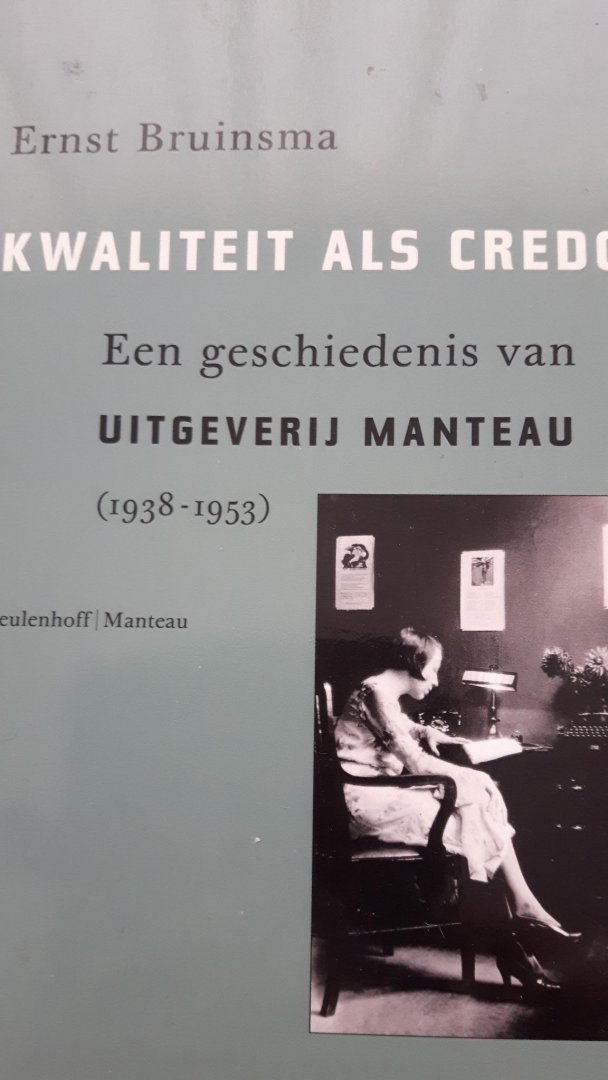 Ernst Bruinsma
KWALITEIT ALS CREDO
Een geschiedenis van
UITGEVERIJ MANTEAU
(1938-1953)
eulenhoff|Manteau